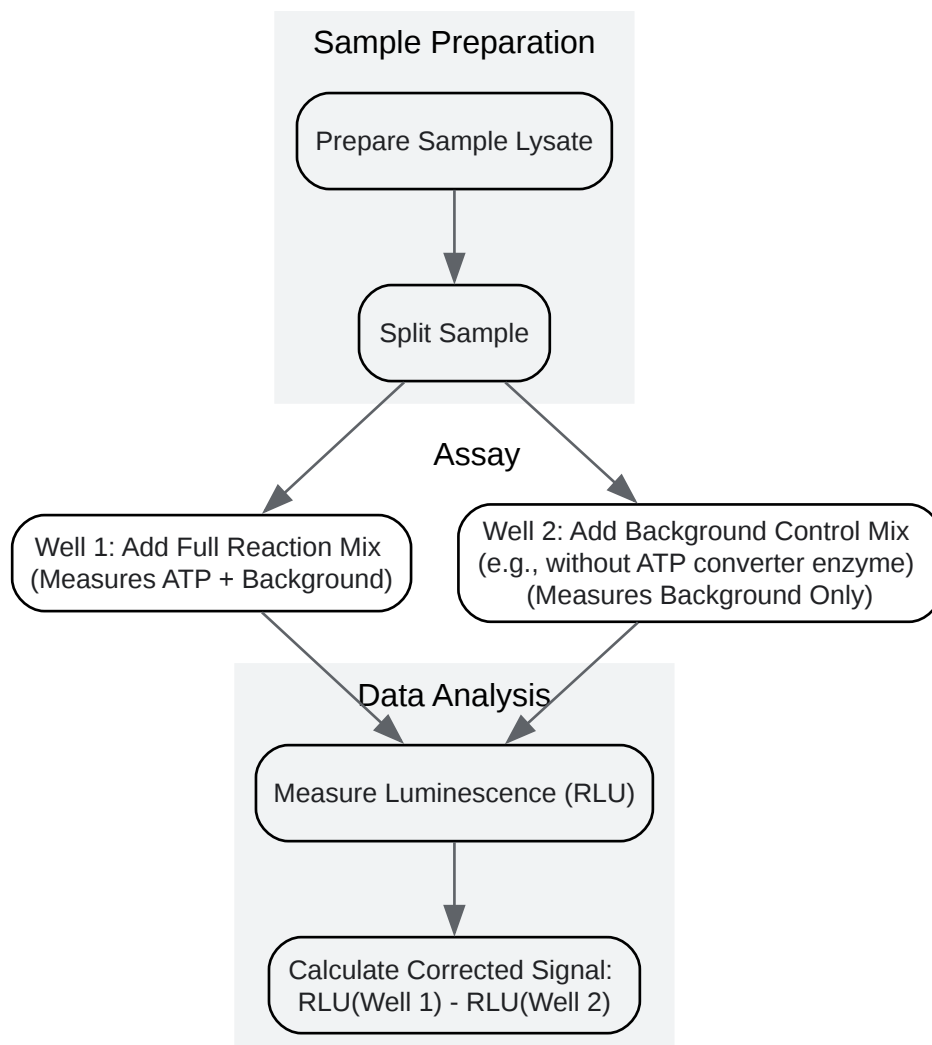 Sample Preparation
Prepare Sample Lysate
Split Sample
Assay
Well 1: Add Full Reaction Mix
(Measures ATP + Background)
Well 2: Add Background Control Mix
(e.g., without ATP converter enzyme)
(Measures Background Only)
Data Analysis
Measure Luminescence (RLU)
Calculate Corrected Signal:
RLU(Well 1) - RLU(Well 2)